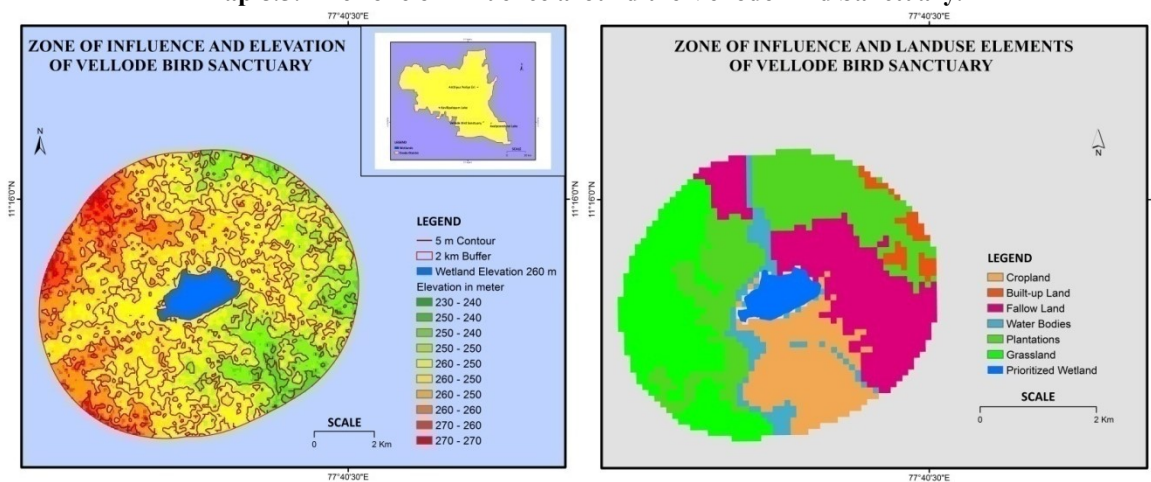 77°40'30"E
ZONE OF INFLUENCE AND ELEVATION
OF VELLODE BIRD SANCTUARY
N
11°16'0"N
LEGEND
5 m Contour
2 km Buffer
Wetland Elevation 260 m
Elevation in meter
230 - 240
250 - 240
250 - 240
250 - 250
260 - 250
260 - 250
260 - 250
260 - 260
270 - 260
270 - 270
SCALE
0 2 Km
77°40'30"E
77°40'30"E
ZONE OF INFLUENCE AND LANDUSE ELEMENTS
OF VELLODE BIRD SANCTUARY
N
11°16'0"N
11°16'0"N
LEGEND
Cropland
Built-up Land
Fallow Land
Water Bodies
Plantations
Grassland
Prioritized Wetland
SCALE
0 2 Km
77°40'30"E